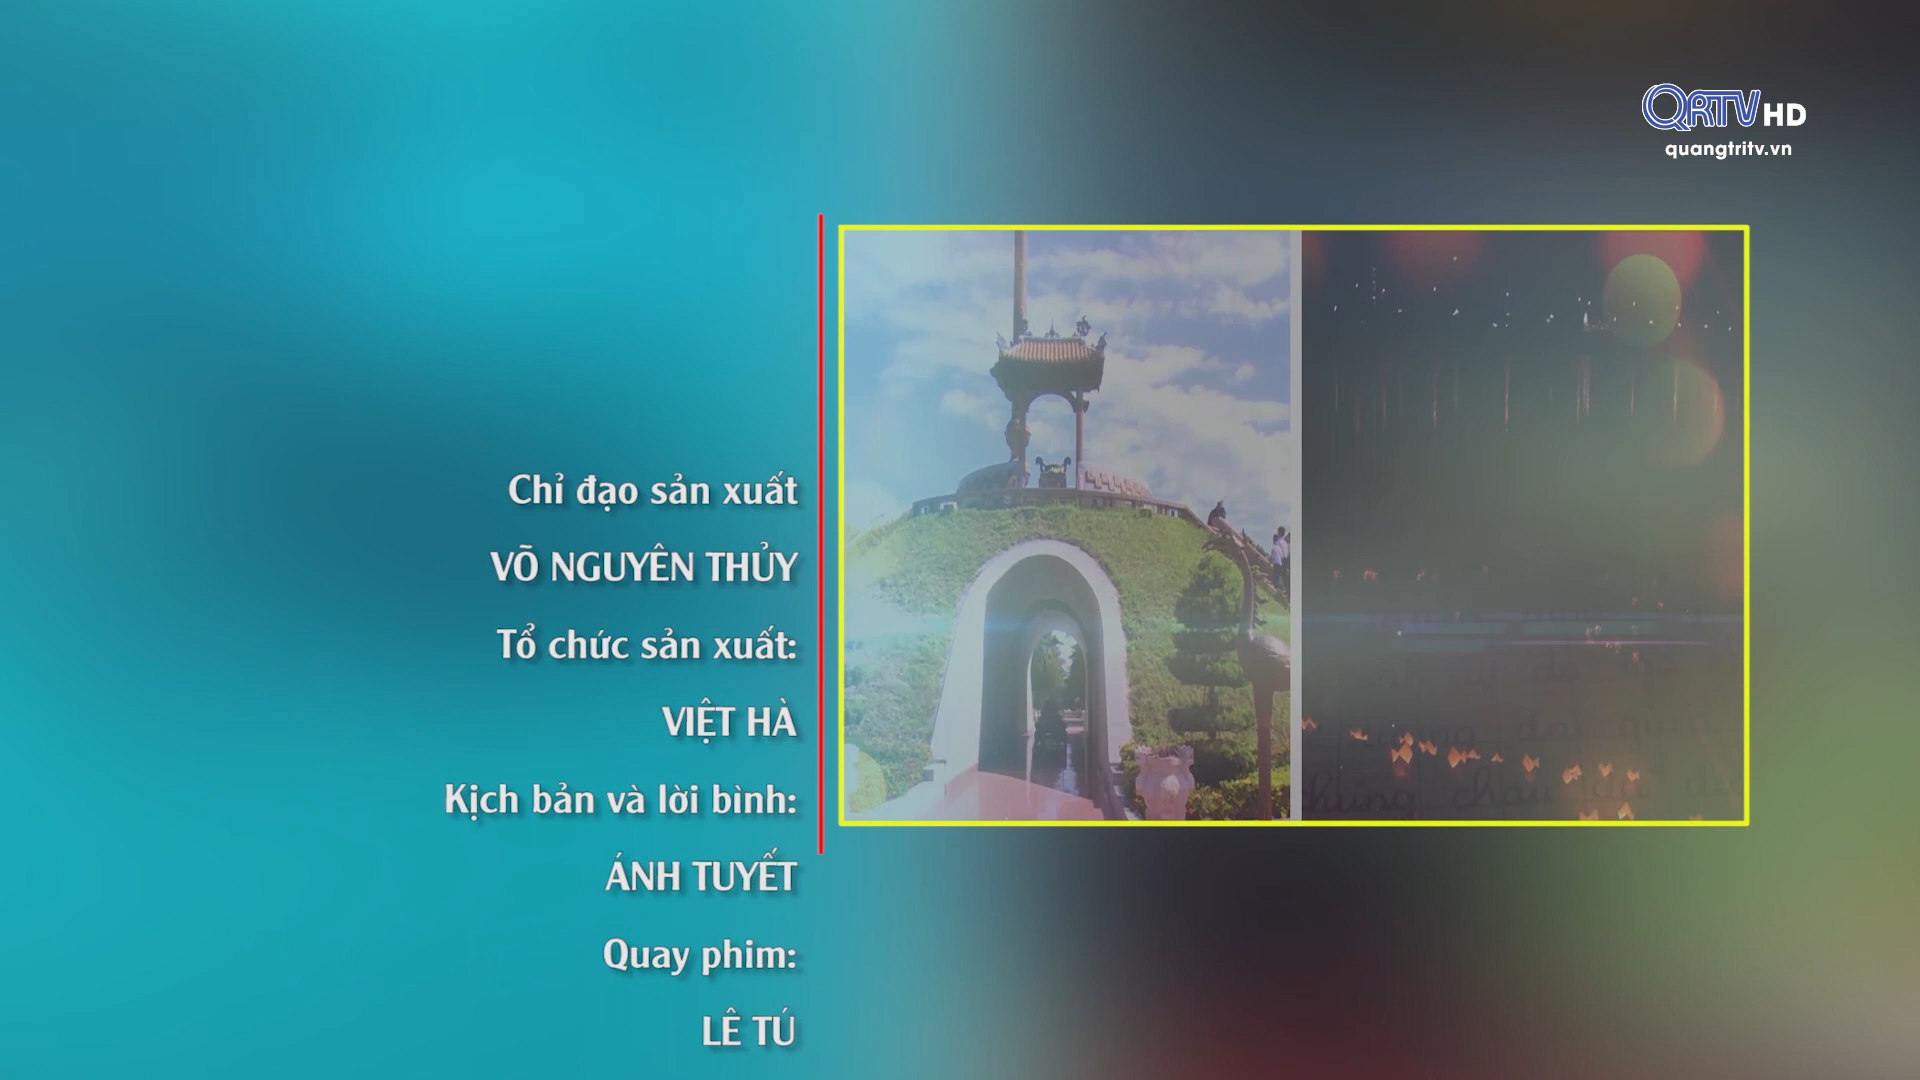 QRTV HD
quangtritv.vn
Chỉ đạo sản xuất
VÕ NGUYÊN THỦY
Tổ chức sản xuất:
VIỆT HÀ
Kịch bản và lời bình:
ÁNH TUYẾT
Quay phim:
LÊ TÚ